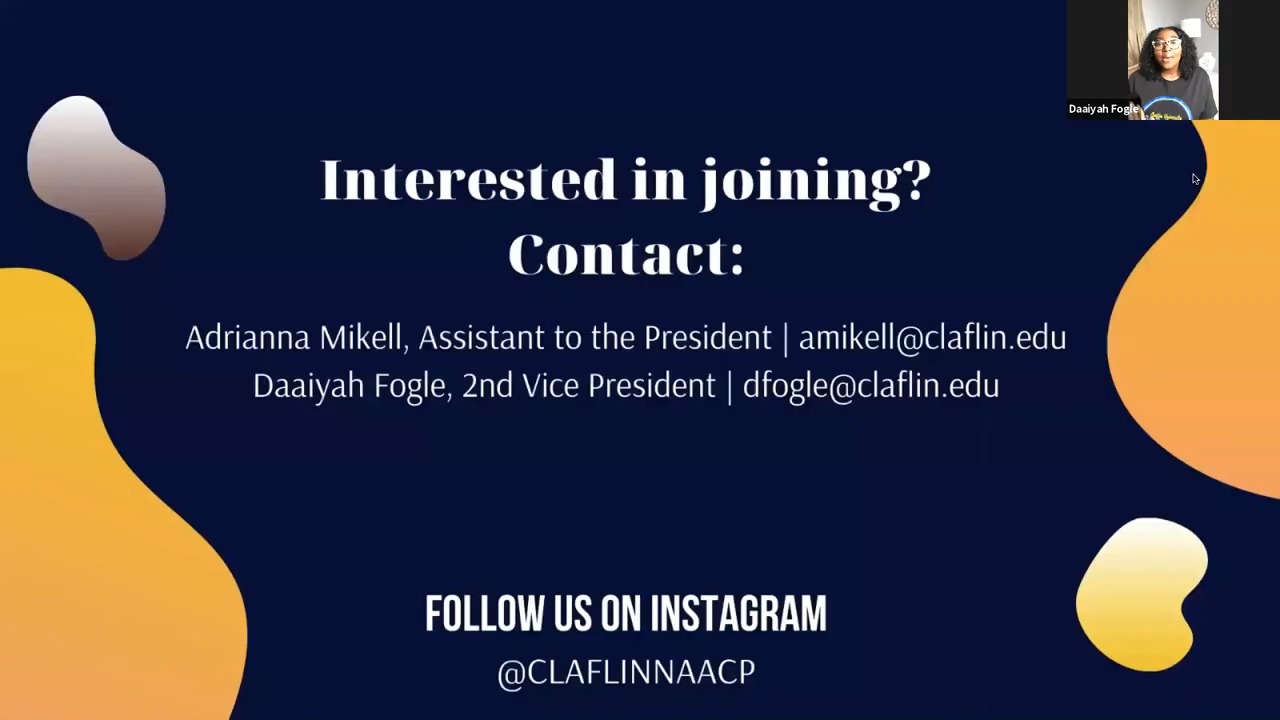 Daaiyah Fogle
Interested in joining?
Contact:
Adrianna Mikell, Assistant to the President | amikell@claflin.edu
Daaiyah Fogle, 2nd Vice President | dfogle@claflin.edu
FOLLOW US ON INSTAGRAM
@CLAFLINNAACP